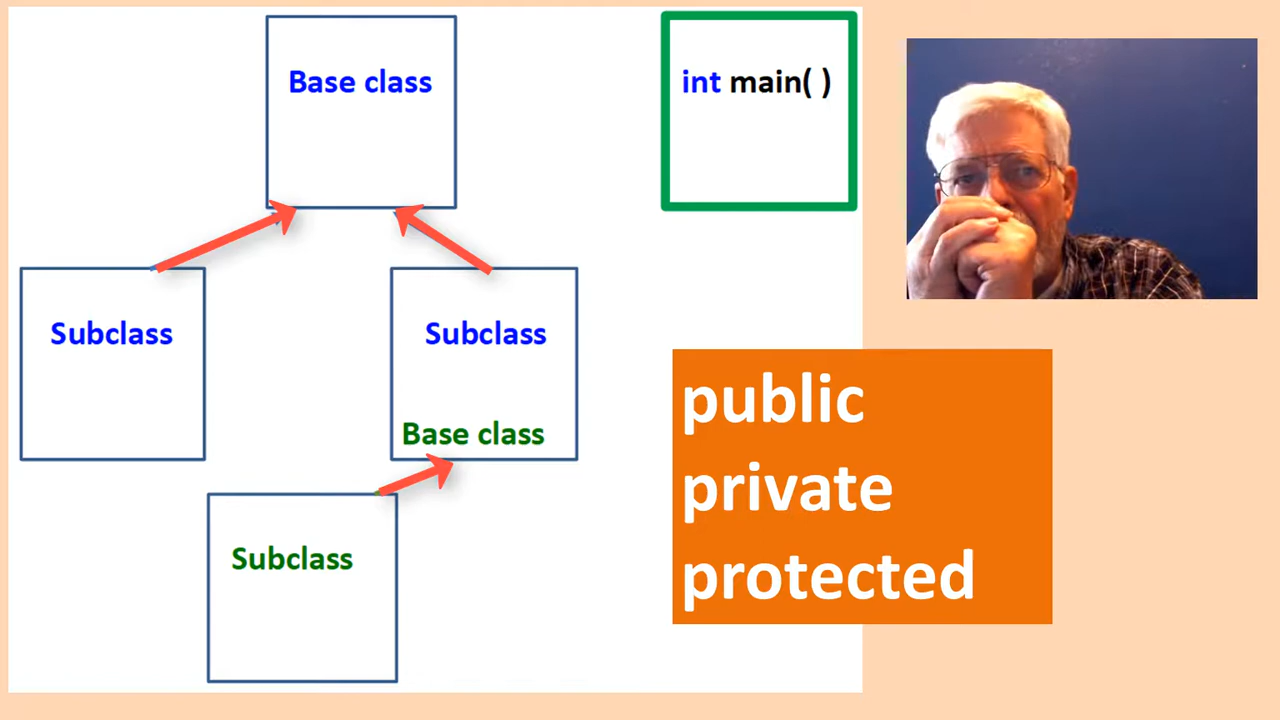 Base class
int main( )
Subclass
Subclass
Base class
Subclass
public
private
protected